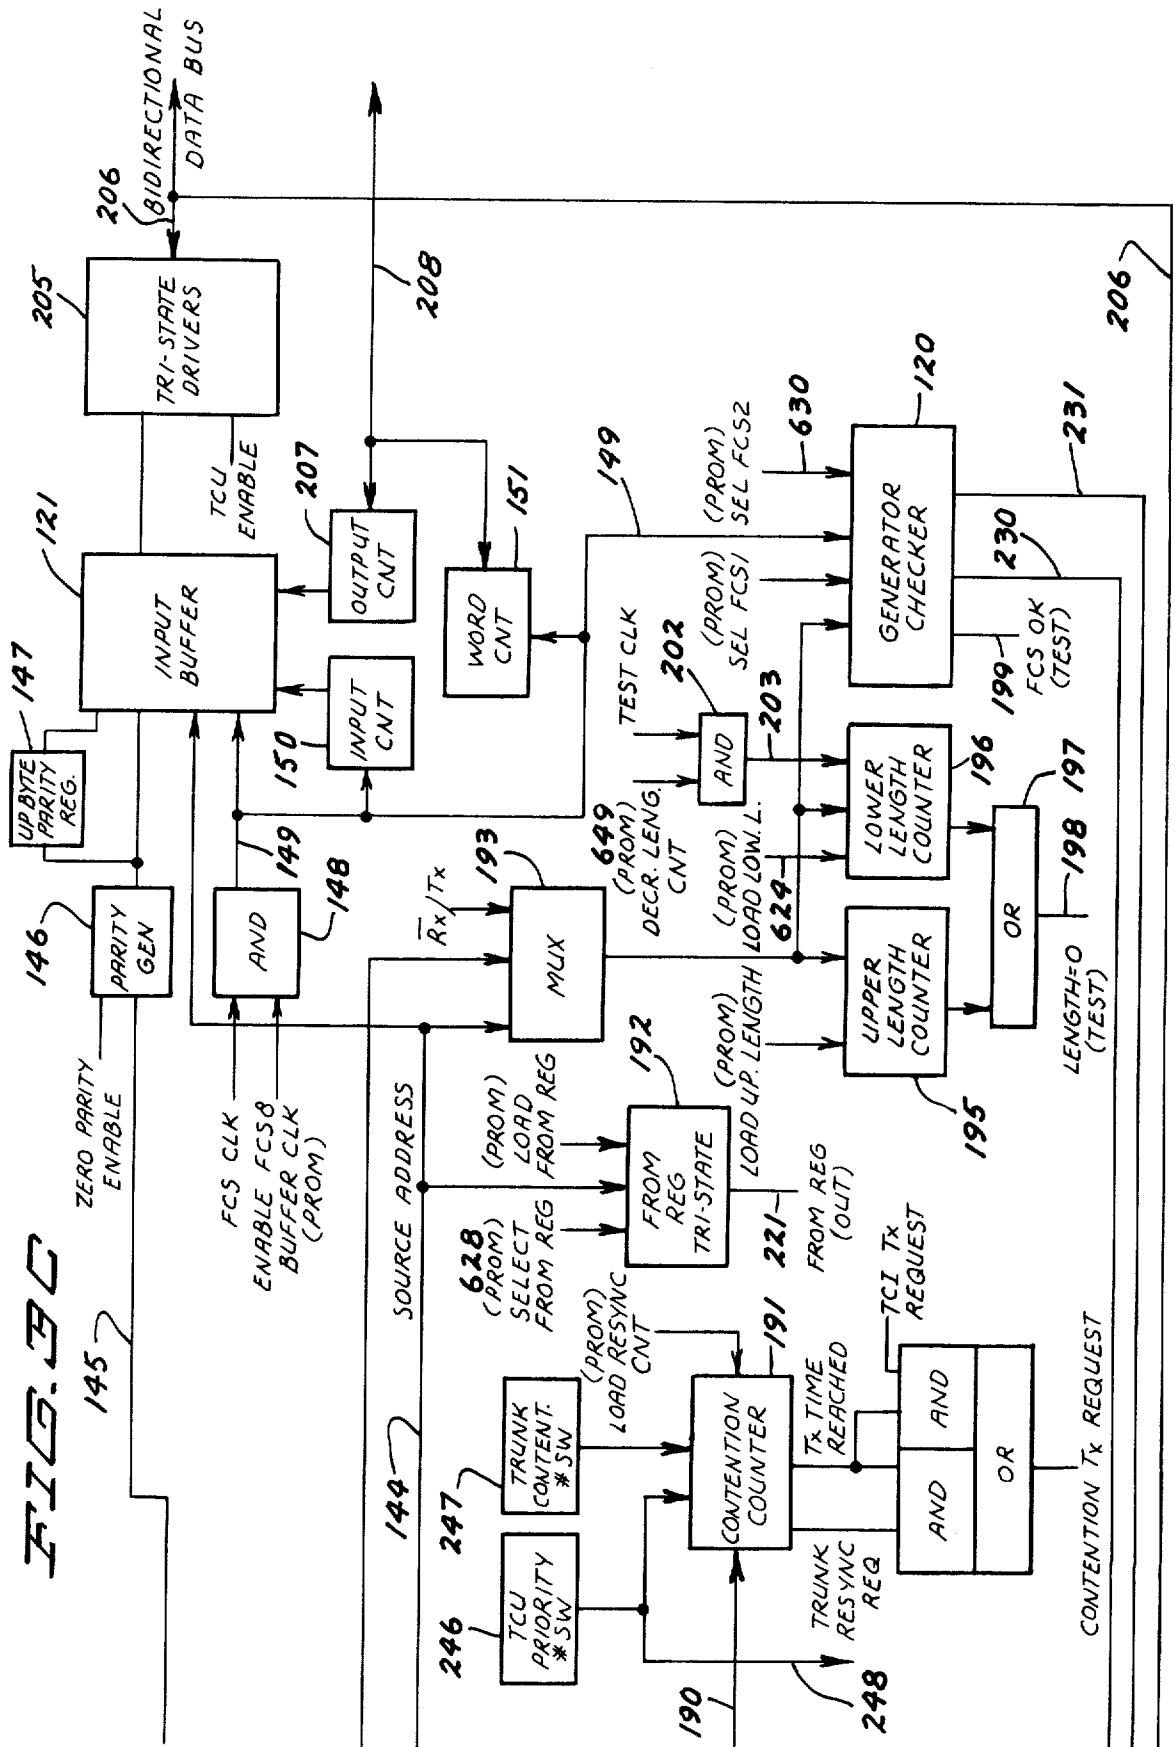 FIG. 3C
145
ZERO PARITY
ENABLE
146
PARITY
GEN
147
UP BYTE
PARITY
REG.
121
INPUT
BUFFER
205
TRI-STATE
DRIVERS
TCU
ENABLE
206
BIDIRECTIONAL
DATA BUS
FCS CLK
ENABLE FCS8
BUFFER CLK
(PROM)
AND
148
149
150
INPUT
CNT
207
OUTPUT
CNT
208
WORD
CNT
151
144
SOURCE ADDRESS
R̅x/Tx
193
MUX
628
(PROM)
SELECT
FROM REG
(PROM)
LOAD
FROM REG
192
FROM
REG
TRI-STATE
221
FROM REG
(OUT)
649
(PROM)
DECR. LENG.
CNT
TEST CLK
AND
202
203
(PROM)
LOAD UP. LENGTH
(PROM)
LOAD LOW. L.
624
(PROM)
SEL FCS1
149
(PROM)
SEL FCS2
630
UPPER
LENGTH
COUNTER
195
LOWER
LENGTH
COUNTER
196
GENERATOR
CHECKER
120
OR
197
198
LENGTH=0
(TEST)
199
FCS OK
(TEST)
230
231
206
246
TCU
PRIORITY
# SW
247
TRUNK
CONTENT.
# SW
(PROM)
LOAD RESYNC
CNT
190
CONTENTION
COUNTER
191
248
TRUNK
RESYNC
REQ
Tx TIME
REACHED
TCI Tx
REQUEST
AND
AND
OR
CONTENTION Tx REQUEST